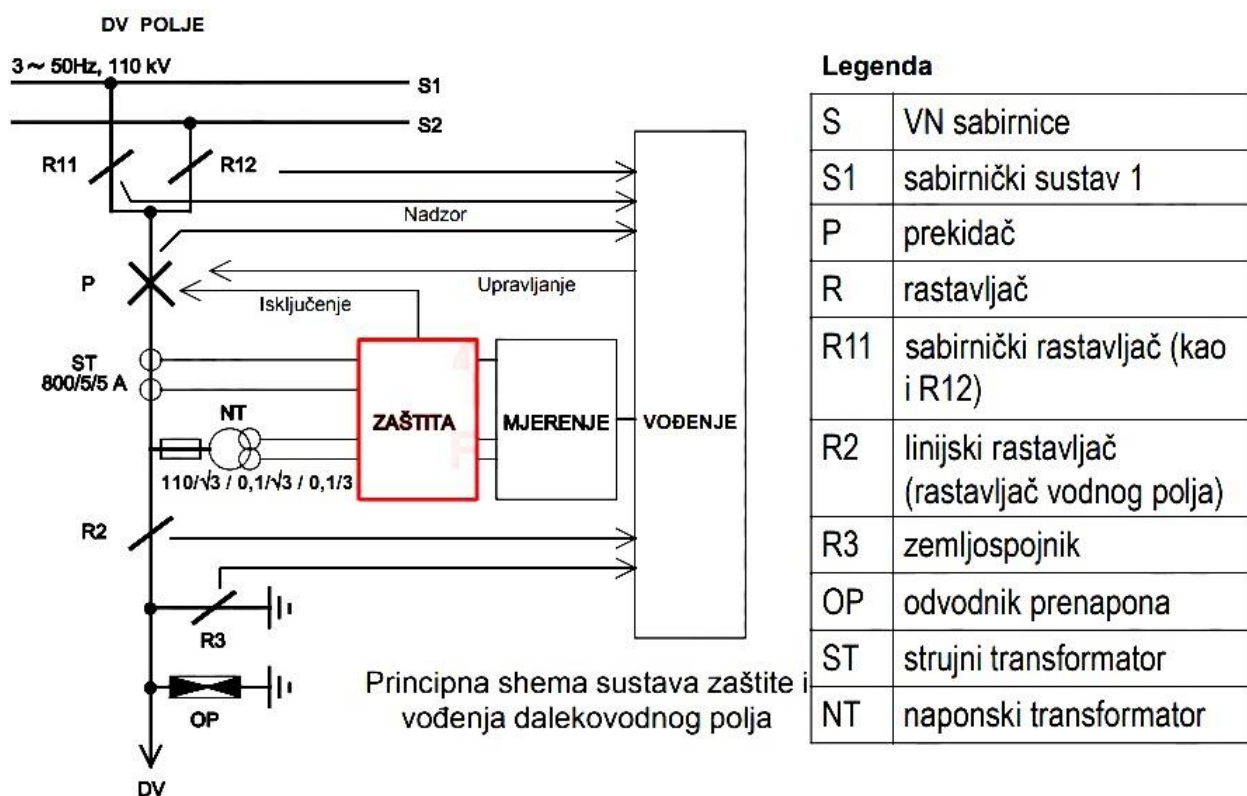 DV POLJE
3 ~ 50Hz, 110 kV
S1
S2
R11
R12
Nadzor
P
Upravljanje
Isključenje
ST
800/5/5 A
NT
ZAŠTITA
MJERENJE
VOĐENJE
110/√3 / 0,1/√3 / 0,1/3
R2
R3
OP
DV
Principna shema sustava zaštite i
vođenja dalekovodnog polja
Legenda
S VN sabirnice
S1 sabirnički sustav 1
P prekidač
R rastavljač
R11 sabirnički rastavljač (kao
i R12)
R2 linijski rastavljač
(rastavljač vodnog polja)
R3 zemljospojnik
OP odvodnik prenapona
ST strujni transformator
NT naponski transformator